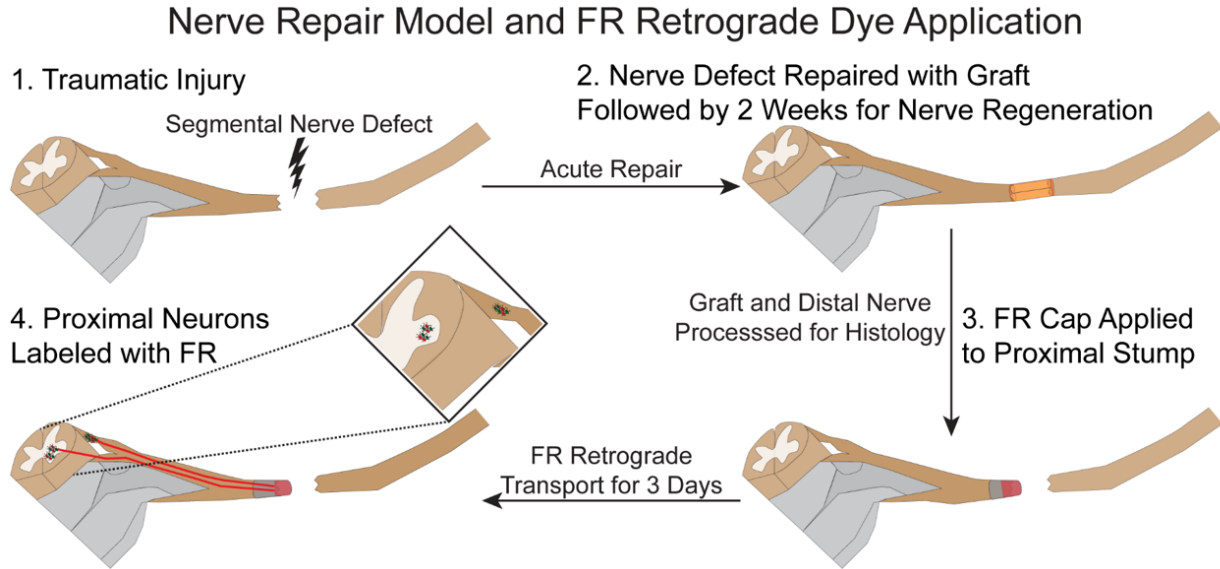 Nerve Repair Model and FR Retrograde Dye Application
1. Traumatic Injury
Segmental Nerve Defect
Acute Repair
2. Nerve Defect Repaired with Graft
Followed by 2 Weeks for Nerve Regeneration
Graft and Distal Nerve
Processsed for Histology
3. FR Cap Applied
to Proximal Stump
FR Retrograde
Transport for 3 Days
4. Proximal Neurons
Labeled with FR